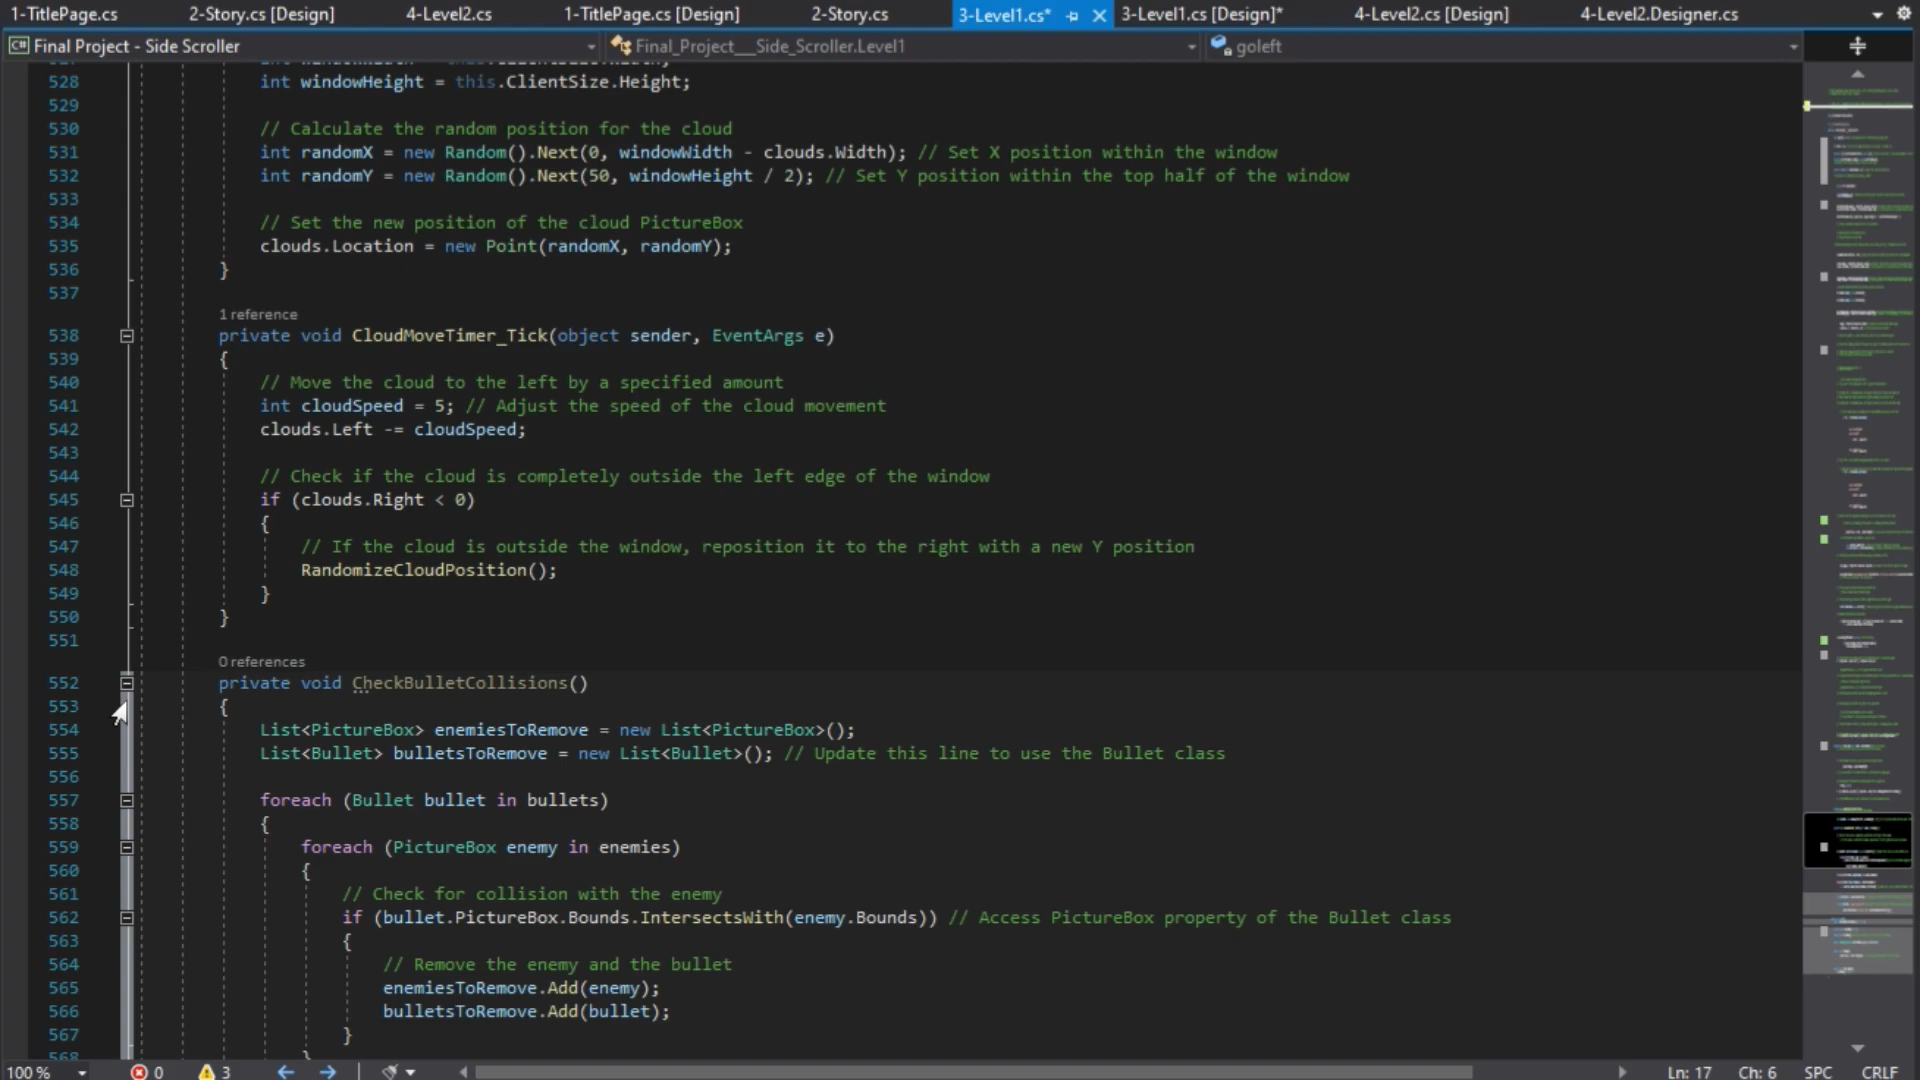 1-TitlePage.cs 2-Story.cs [Design] 4-Level2.cs 1-TitlePage.cs [Design] 2-Story.cs 3-Level1.cs* 3-Level1.cs [Design]* 4-Level2.cs [Design] 4-Level2.Designer.cs
C# Final Project - Side Scroller Final_Project___Side_Scroller.Level1 goleft
528 int windowHeight = this.ClientSize.Height;
529
530 // Calculate the random position for the cloud
531 int randomX = new Random().Next(0, windowWidth - clouds.Width); // Set X position within the window
532 int randomY = new Random().Next(50, windowHeight / 2); // Set Y position within the top half of the window
533
534 // Set the new position of the cloud PictureBox
535 clouds.Location = new Point(randomX, randomY);
536 }
537
1 reference
538 private void CloudMoveTimer_Tick(object sender, EventArgs e)
539 {
540 // Move the cloud to the left by a specified amount
541 int cloudSpeed = 5; // Adjust the speed of the cloud movement
542 clouds.Left -= cloudSpeed;
543
544 // Check if the cloud is completely outside the left edge of the window
545 if (clouds.Right < 0)
546 {
547 // If the cloud is outside the window, reposition it to the right with a new Y position
548 RandomizeCloudPosition();
549 }
550 }
551
0 references
552 private void CheckBulletCollisions()
553 {
554 List<PictureBox> enemiesToRemove = new List<PictureBox>();
555 List<Bullet> bulletsToRemove = new List<Bullet>(); // Update this line to use the Bullet class
556
557 foreach (Bullet bullet in bullets)
558 {
559 foreach (PictureBox enemy in enemies)
560 {
561 // Check for collision with the enemy
562 if (bullet.PictureBox.Bounds.IntersectsWith(enemy.Bounds)) // Access PictureBox property of the Bullet class
563 {
564 // Remove the enemy and the bullet
565 enemiesToRemove.Add(enemy);
566 bulletsToRemove.Add(bullet);
567 }
568 }
100 % 0 3 Ln: 17 Ch: 6 SPC CRLF